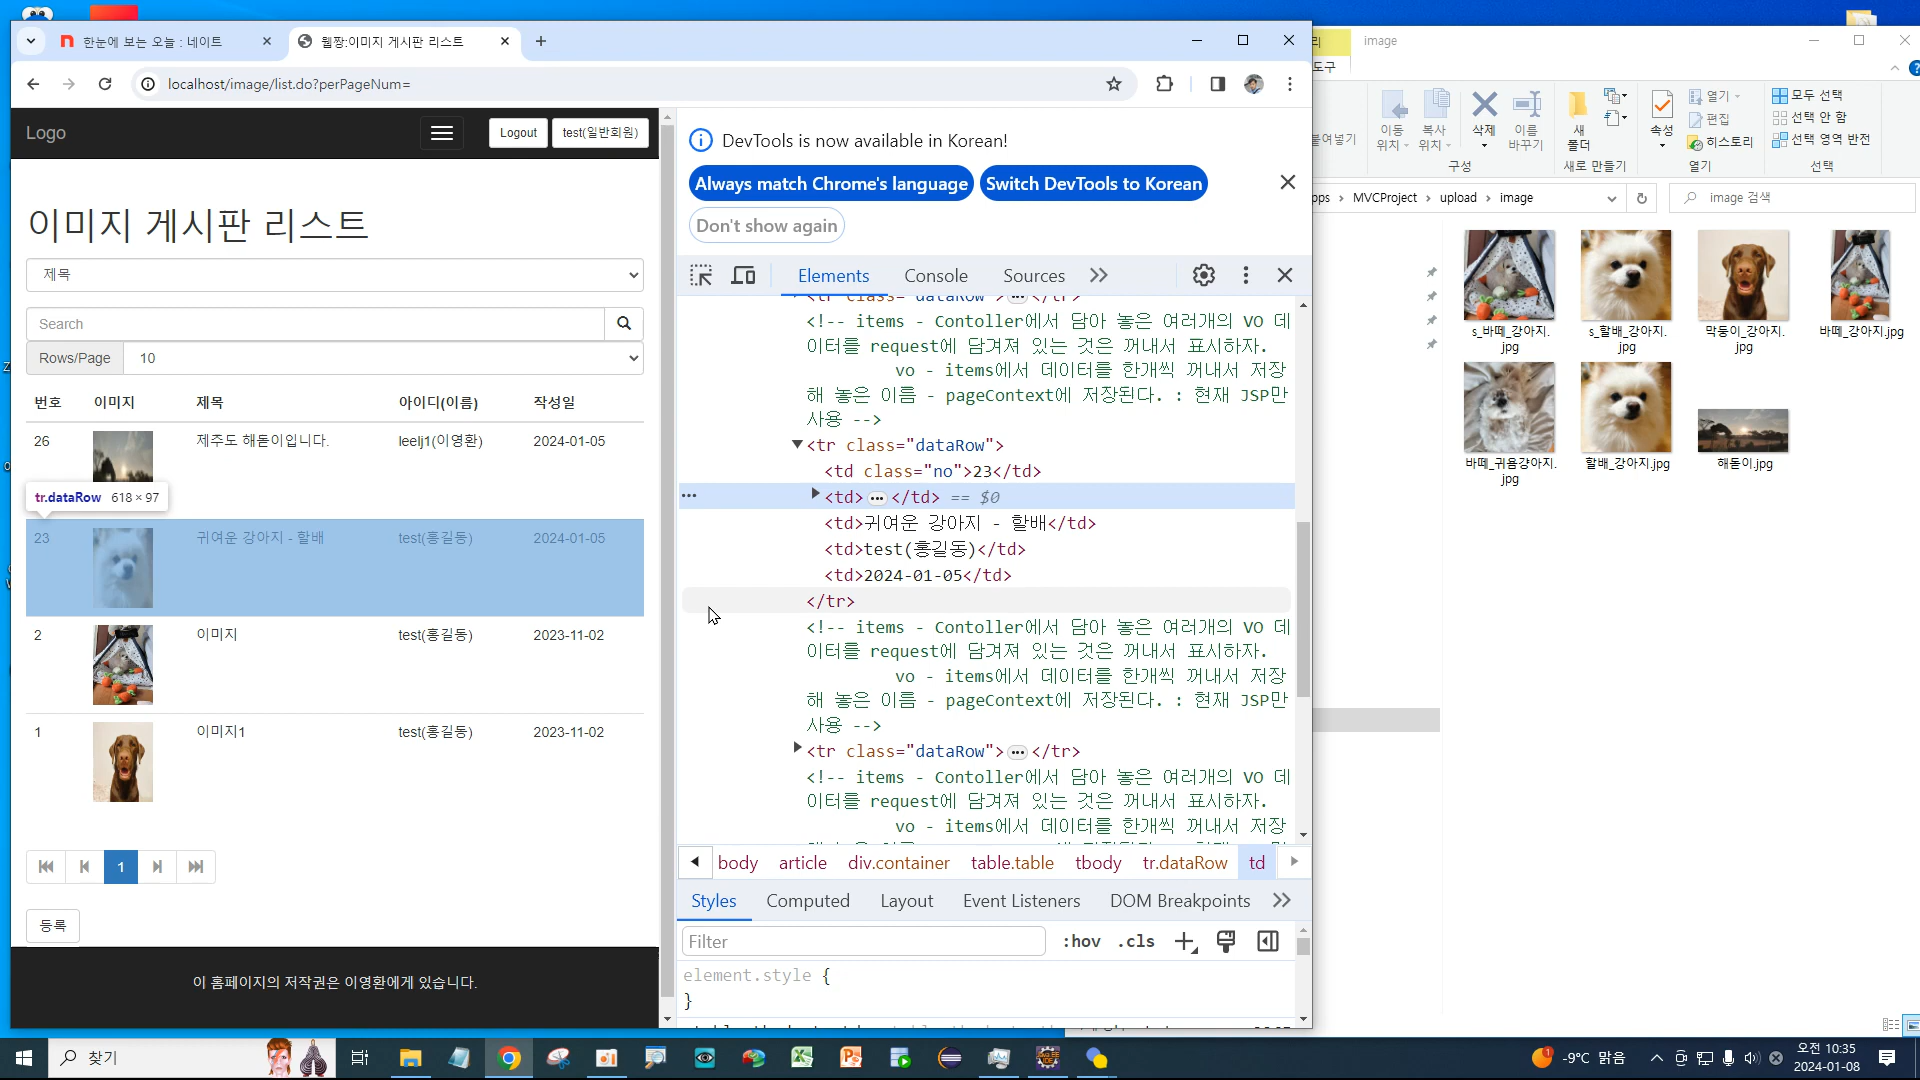 한눈에 보는 오늘 : 네이트
웹짱:이미지 게시판 리스트
localhost/image/list.do?perPageNum=
Logo
Logout
test(일반회원)
이미지 게시판 리스트
제목
Search
Rows/Page
10
번호 이미지 제목 아이디(이름) 작성일
26 제주도 해돋이입니다. leelj1(이영환) 2024-01-05
tr.dataRow 618 × 97
23 귀여운 강아지 - 할배 test(홍길동) 2024-01-05
2 이미지 test(홍길동) 2023-11-02
1 이미지1 test(홍길동) 2023-11-02
1
등록
이 홈페이지의 저작권은 이영환에게 있습니다.
DevTools is now available in Korean!
Always match Chrome's language
Switch DevTools to Korean
Don't show again
Elements Console Sources
<tr class="dataRow">…</tr>
<!-- items - Contoller에서 담아 놓은 여러개의 VO 데
이터를 request에 담겨져 있는 것은 꺼내서 표시하자.
vo - items에서 데이터를 한개씩 꺼내서 저장
해 놓은 이름 - pageContext에 저장된다. : 현재 JSP만
사용 -->
<tr class="dataRow">
<td class="no">23</td>
<td>…</td> == $0
<td>귀여운 강아지 - 할배</td>
<td>test(홍길동)</td>
<td>2024-01-05</td>
</tr>
<!-- items - Contoller에서 담아 놓은 여러개의 VO 데
이터를 request에 담겨져 있는 것은 꺼내서 표시하자.
vo - items에서 데이터를 한개씩 꺼내서 저장
해 놓은 이름 - pageContext에 저장된다. : 현재 JSP만
사용 -->
<tr class="dataRow">…</tr>
<!-- items - Contoller에서 담아 놓은 여러개의 VO 데
이터를 request에 담겨져 있는 것은 꺼내서 표시하자.
vo - items에서 데이터를 한개씩 꺼내서 저장
body article div.container table.table tbody tr.dataRow td
Styles Computed Layout Event Listeners DOM Breakpoints
Filter
:hov .cls
element.style {
}
image
도구
붙여넣기
이동
위치
복사
위치
삭제
이름
바꾸기
구성
새
폴더
새로 만들기
속성
열기
편집
히스토리
열기
모두 선택
선택 안 함
선택 영역 반전
선택
MVCProject
upload
image
image 검색
s_바떼_강아지.
jpg
s_할배_강아지.
jpg
막둥이_강아지.
jpg
바떼_강아지.jpg
바떼_귀욤강아지.
jpg
할배_강아지.jpg
해돋이.jpg
찾기
-9°C 맑음
오전 10:35
2024-01-08